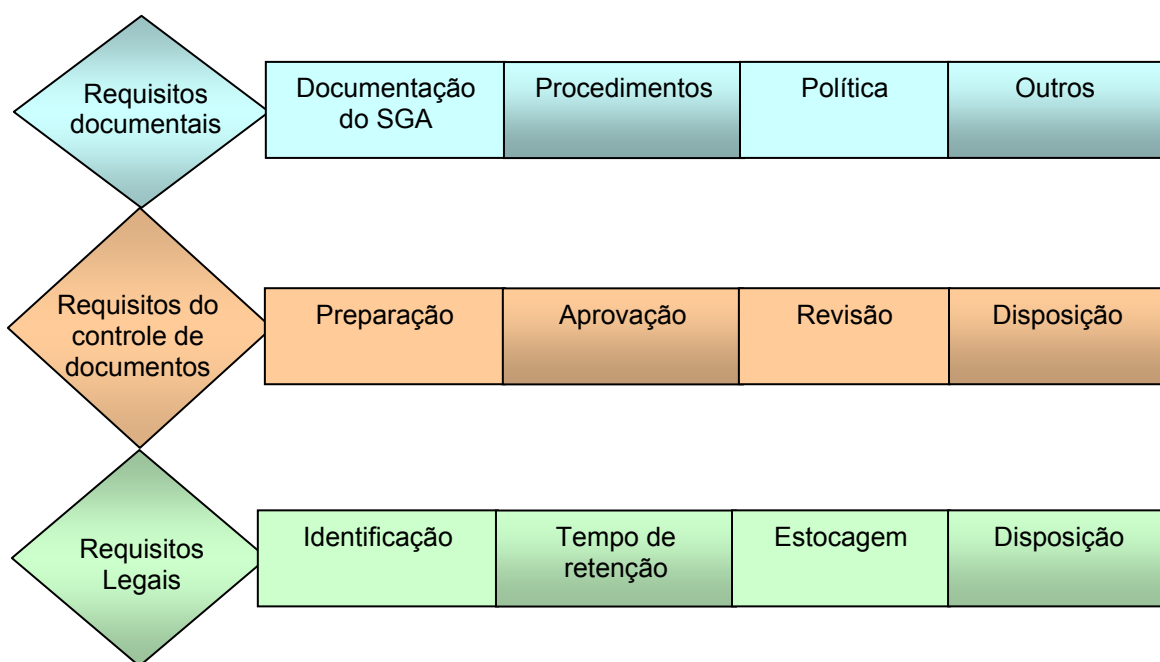 Requisitos
documentais
Documentação
do SGA
Procedimentos
Política
Outros
Requisitos do
controle de
documentos
Preparação
Aprovação
Revisão
Disposição
Requisitos
Legais
Identificação
Tempo de
retenção
Estocagem
Disposição